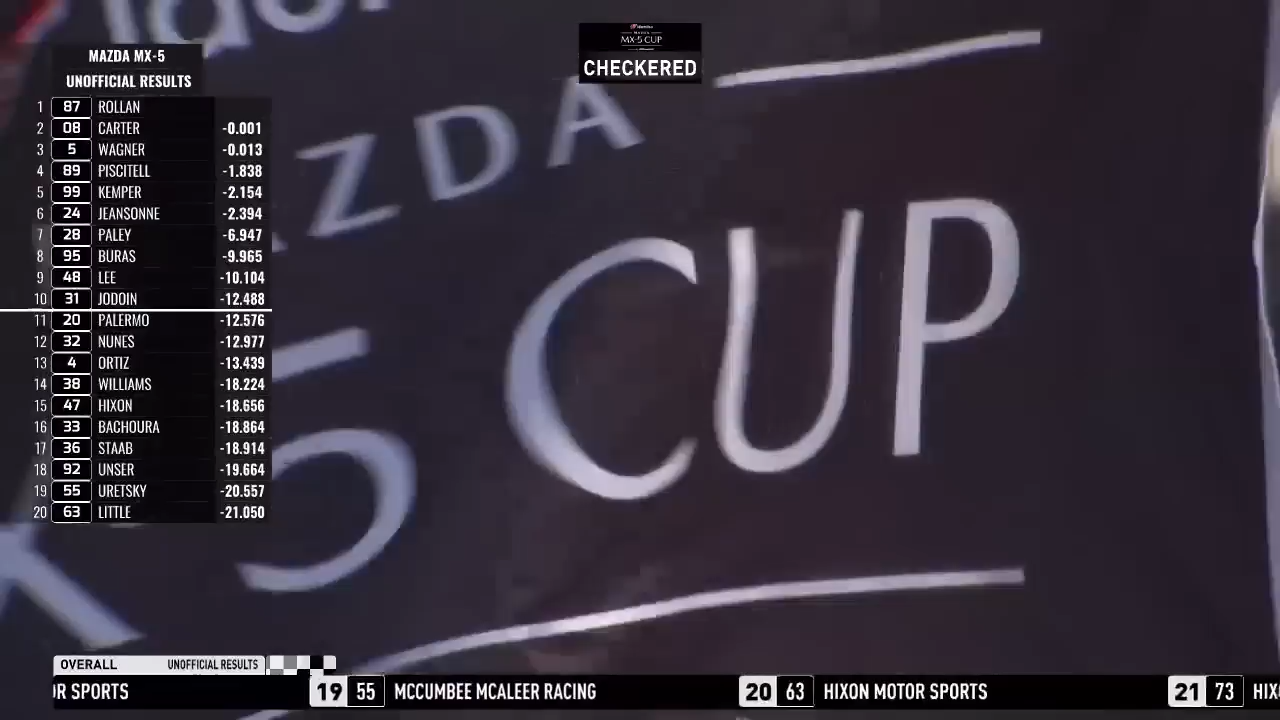 MAZDA MX-5
UNOFFICIAL RESULTS
1 87 ROLLAN
2 08 CARTER -0.001
3 5 WAGNER -0.013
4 89 PISCITELL -1.838
5 99 KEMPER -2.154
6 24 JEANSONNE -2.394
7 28 PALEY -6.947
8 95 BURAS -9.965
9 48 LEE -10.104
10 31 JODOIN -12.488
11 20 PALERMO -12.576
12 32 NUNES -12.977
13 4 ORTIZ -13.439
14 38 WILLIAMS -18.224
15 47 HIXON -18.656
16 33 BACHOURA -18.864
17 36 STAAB -18.914
18 92 UNSER -19.664
19 55 URETSKY -20.557
20 63 LITTLE -21.050
MX-5 CUP
CHECKERED
ZDA
5 CUP
OVERALL UNOFFICIAL RESULTS
R SPORTS 19 55 MCCUMBEE MCALEER RACING 20 63 HIXON MOTOR SPORTS 21 73 HIX